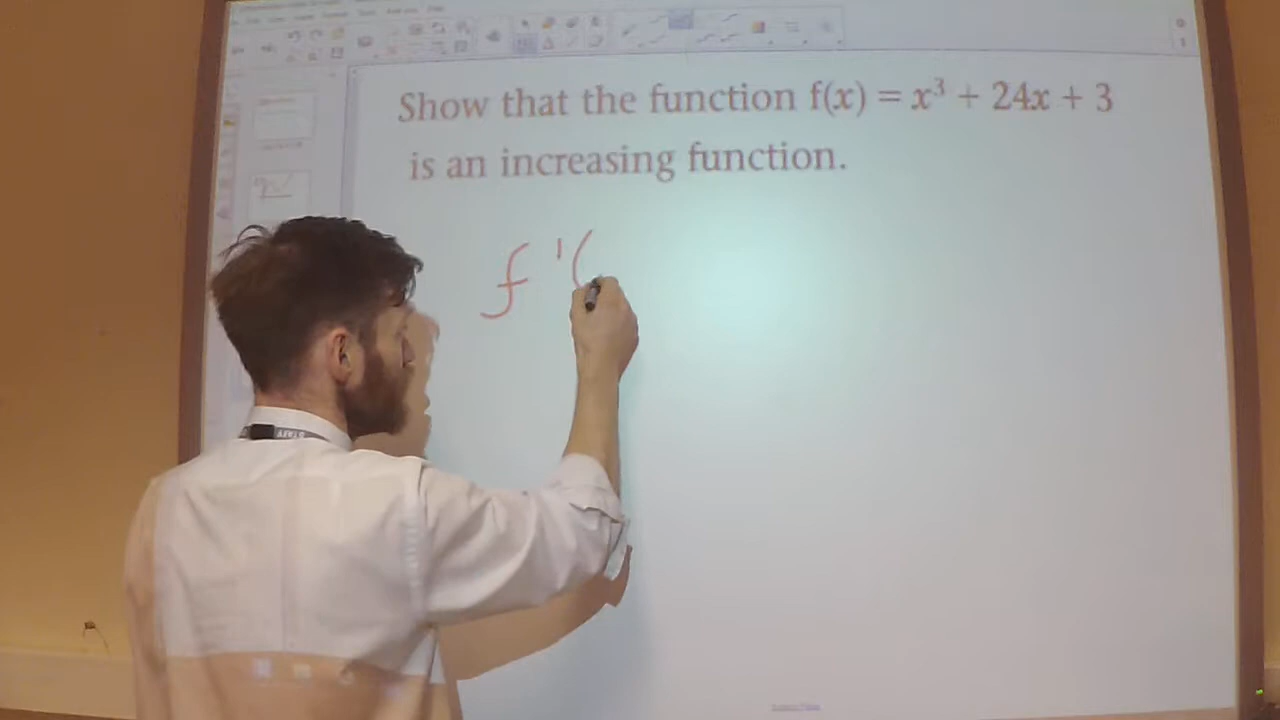 Show that the function f(x) = x³ + 24x + 3
is an increasing function.
f '(